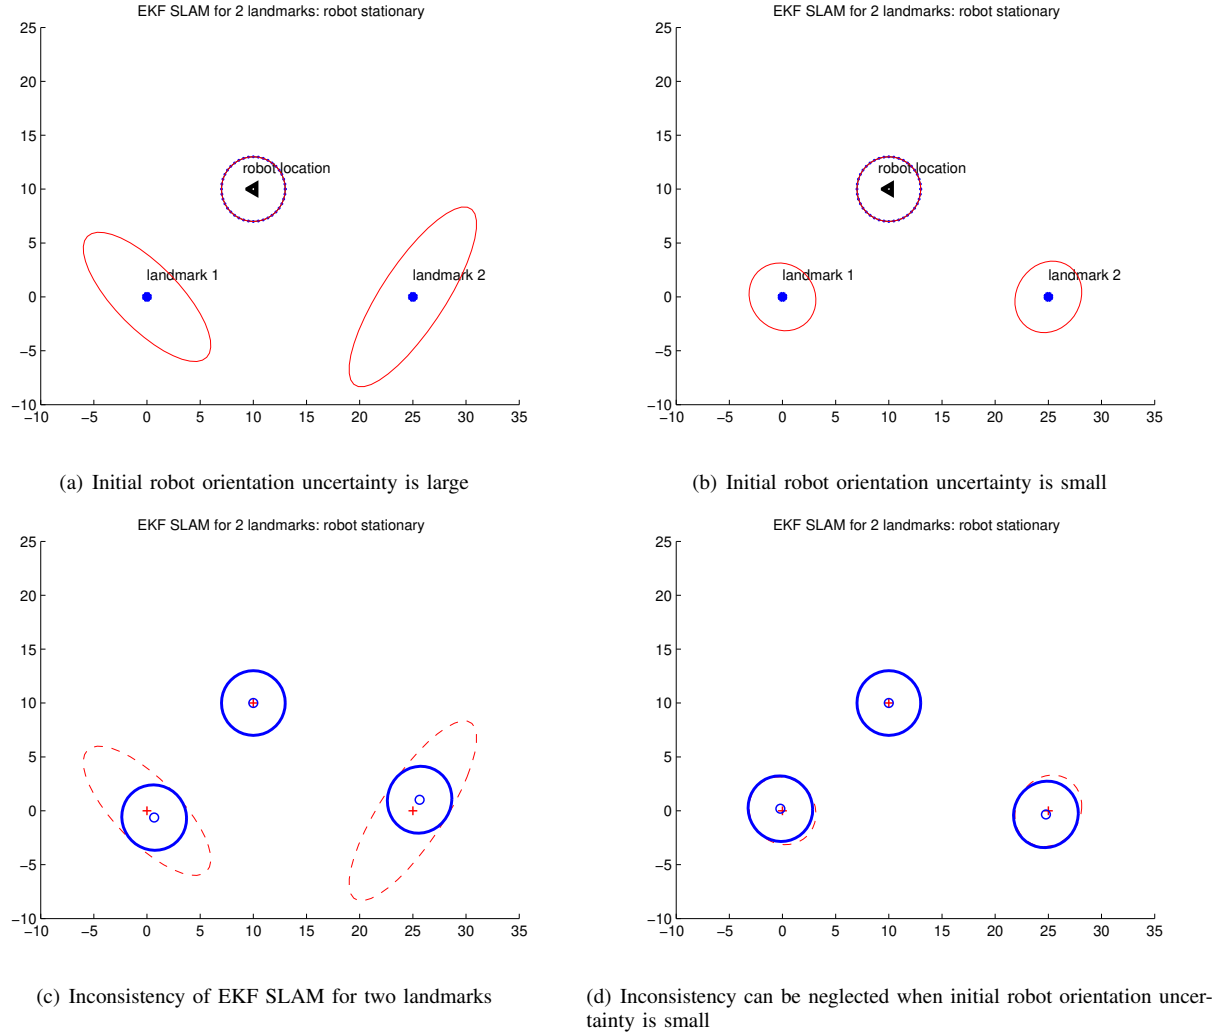 EKF SLAM for 2 landmarks: robot stationary
25
20
15
10
5
0
−5
−10
−10 −5 0 5 10 15 20 25 30 35
robot location
landmark 1
landmark 2
(a) Initial robot orientation uncertainty is large
EKF SLAM for 2 landmarks: robot stationary
25
20
15
10
5
0
−5
−10
−10 −5 0 5 10 15 20 25 30 35
robot location
landmark 1
landmark 2
(b) Initial robot orientation uncertainty is small
EKF SLAM for 2 landmarks: robot stationary
25
20
15
10
5
0
−5
−10
−10 −5 0 5 10 15 20 25 30 35
(c) Inconsistency of EKF SLAM for two landmarks
EKF SLAM for 2 landmarks: robot stationary
25
20
15
10
5
0
−5
−10
−10 −5 0 5 10 15 20 25 30 35
(d) Inconsistency can be neglected when initial robot orientation uncer-
tainty is small